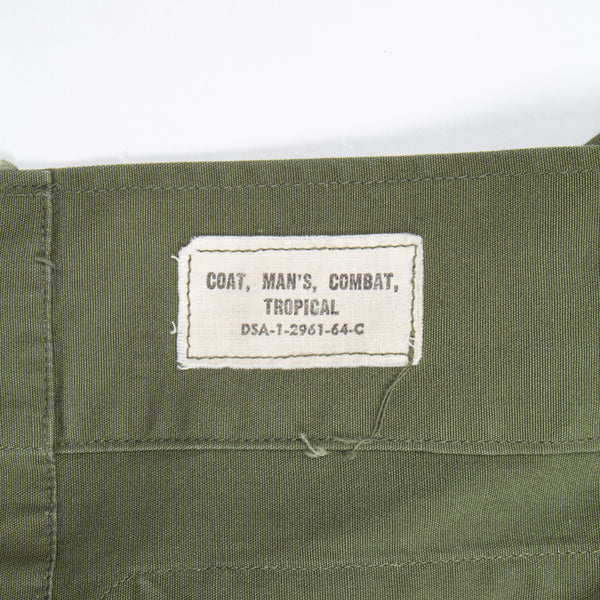 COAT, MAN'S, COMBAT,
TROPICAL
DSA-1-2961-64-C